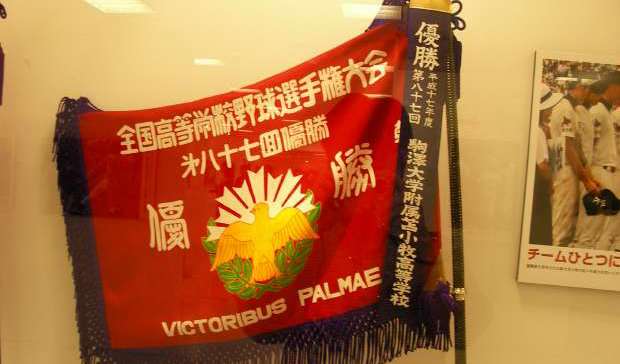 全国高等学校野球選手権大会
第八十七回優勝
優 勝
VICTORIBUS PALMAE
優勝 平成十七年度
第八十七回
駒澤大学附属苫小牧高等学校
チームひとつに